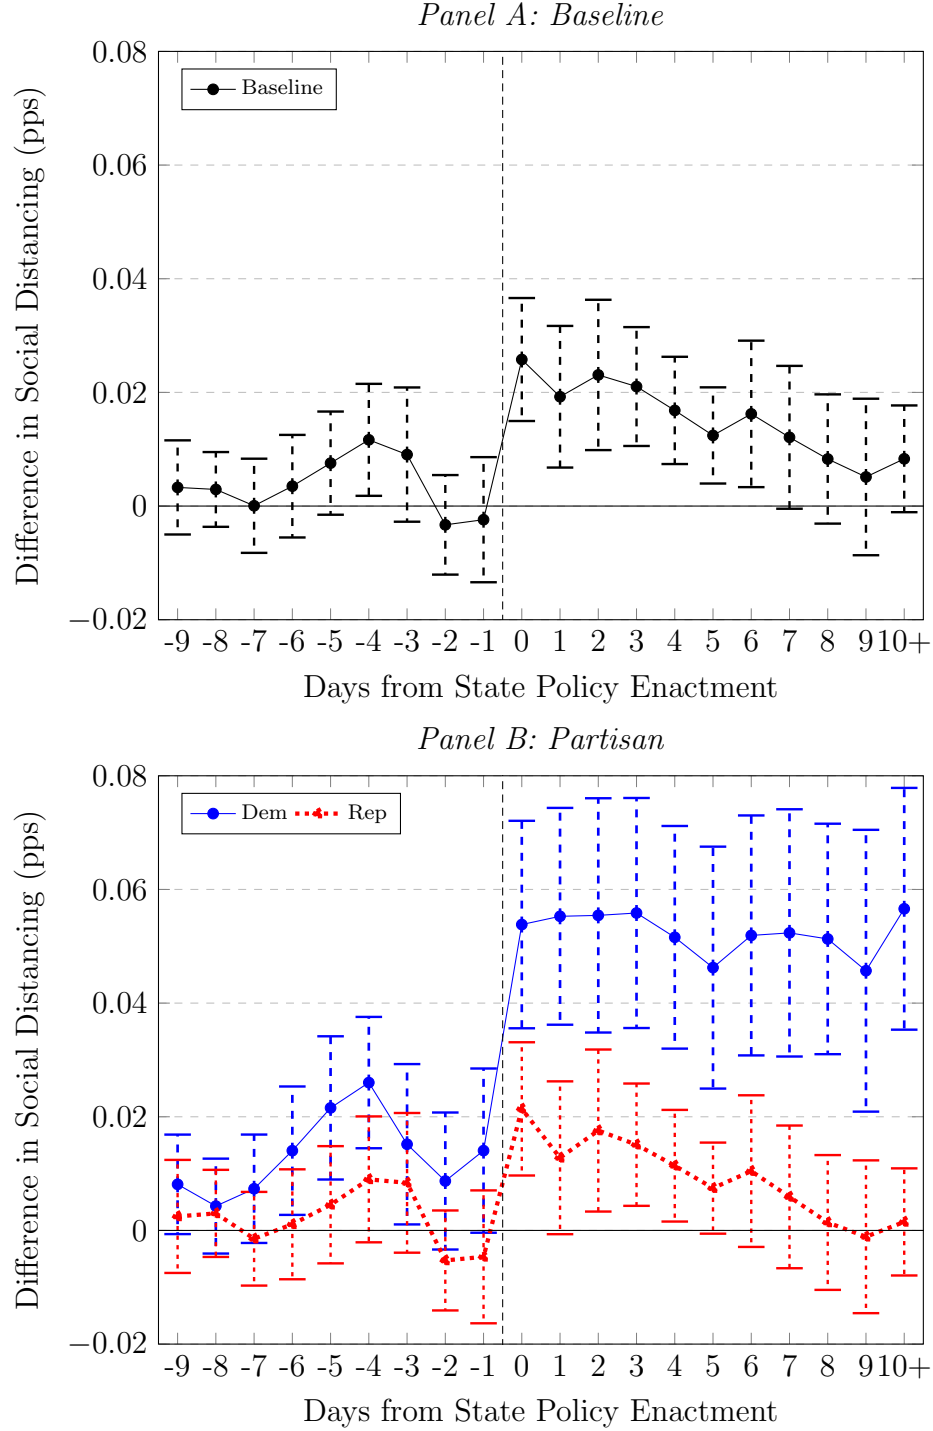 Panel A: Baseline
Difference in Social Distancing (pps)
0.08
0.06
0.04
0.02
0
−0.02
Baseline
-9 -8 -7 -6 -5 -4 -3 -2 -1 0 1 2 3 4 5 6 7 8 9 10+
Days from State Policy Enactment
Panel B: Partisan
Difference in Social Distancing (pps)
0.08
0.06
0.04
0.02
0
−0.02
Dem Rep
-9 -8 -7 -6 -5 -4 -3 -2 -1 0 1 2 3 4 5 6 7 8 9 10+
Days from State Policy Enactment